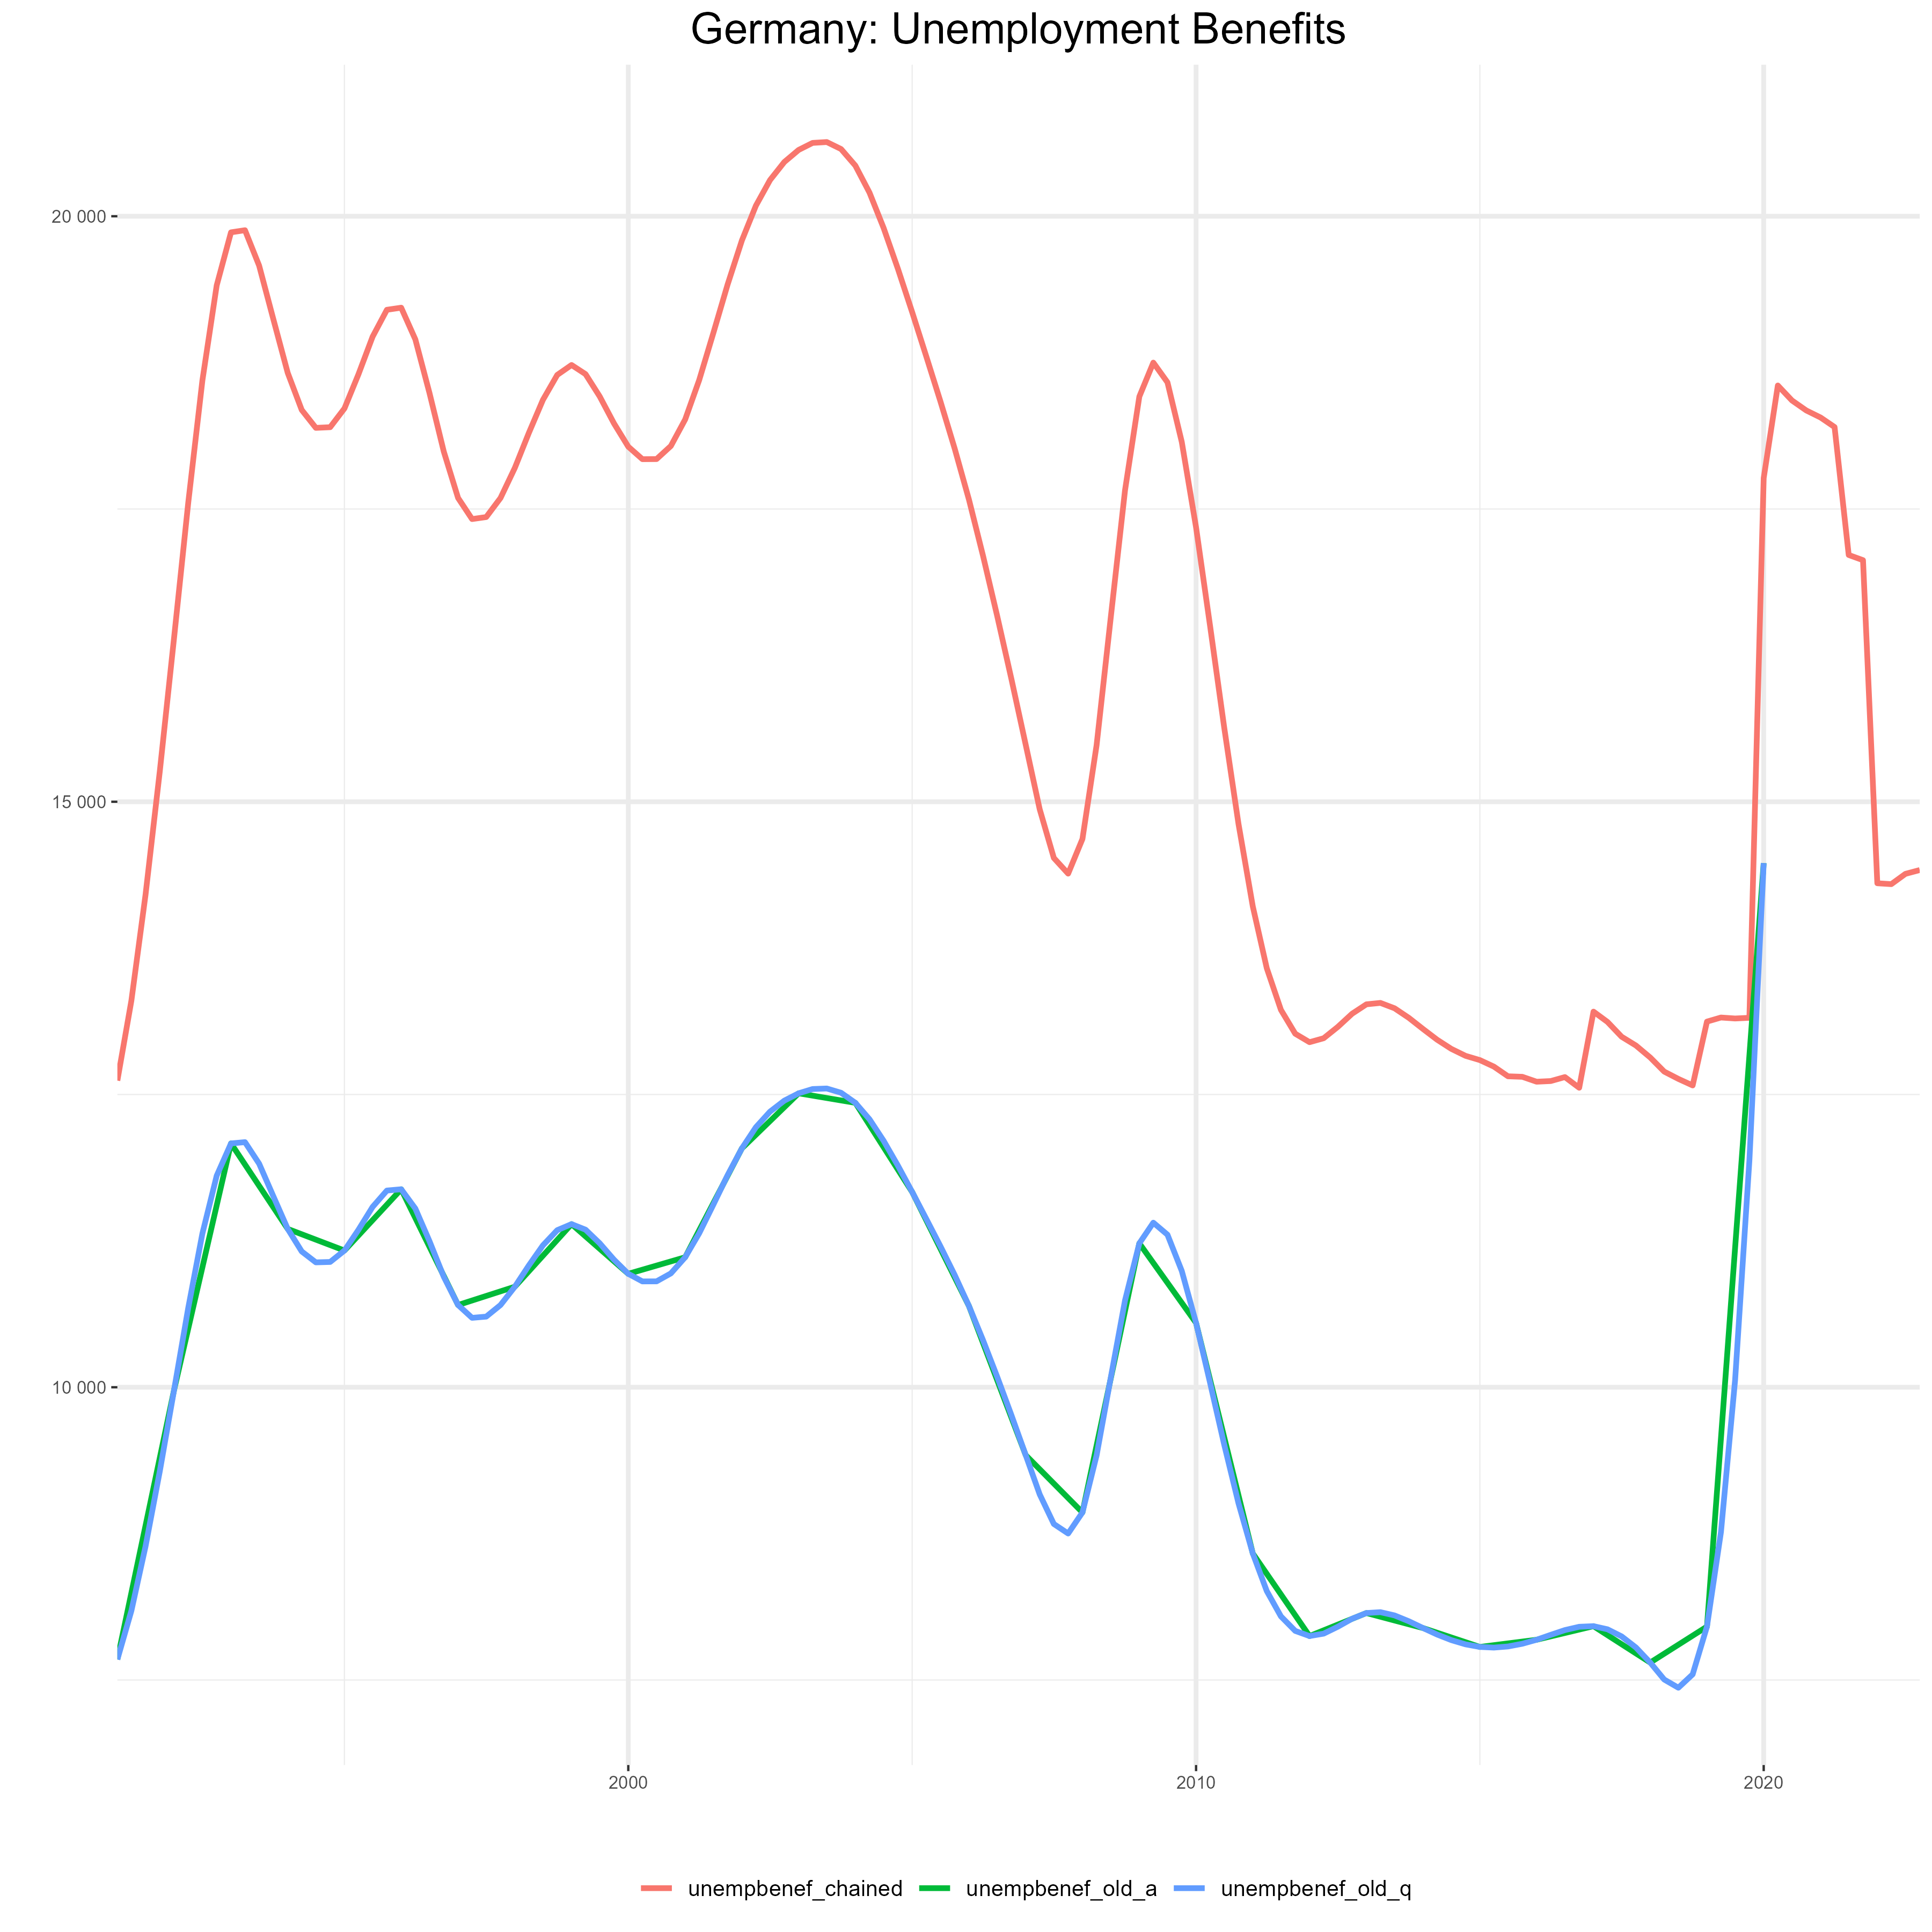 Germany: Unemployment Benefits
20 000
15 000
10 000
2000 2010 2020
unempbenef_chained unempbenef_old_a unempbenef_old_q